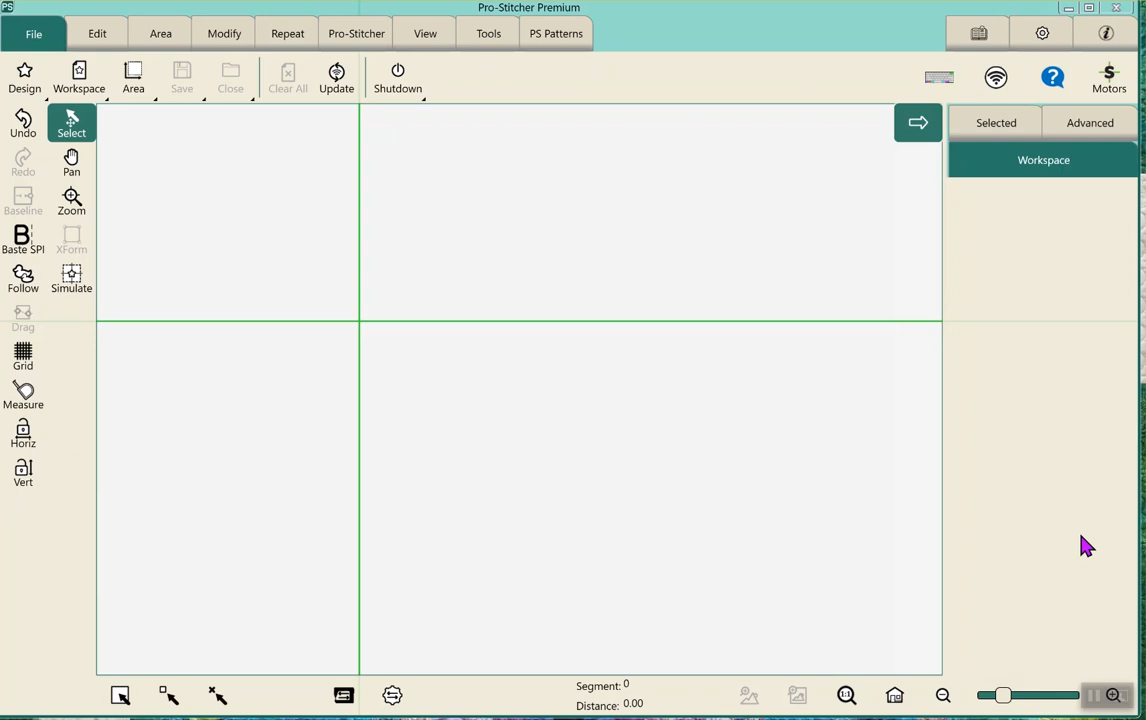 PS
Pro-Stitcher Premium
File
Edit
Area
Modify
Repeat
Pro-Stitcher
View
Tools
PS Patterns
Design
Workspace
Area
Save
Close
Clear All
Update
Shutdown
S
Motors
Undo
Select
Redo
Pan
Baseline
Zoom
B
Baste SPI
XForm
Follow
Simulate
Drag
Grid
Measure
Horiz
Vert
Selected
Advanced
Workspace
Segment: 0
Distance: 0.00
1:1